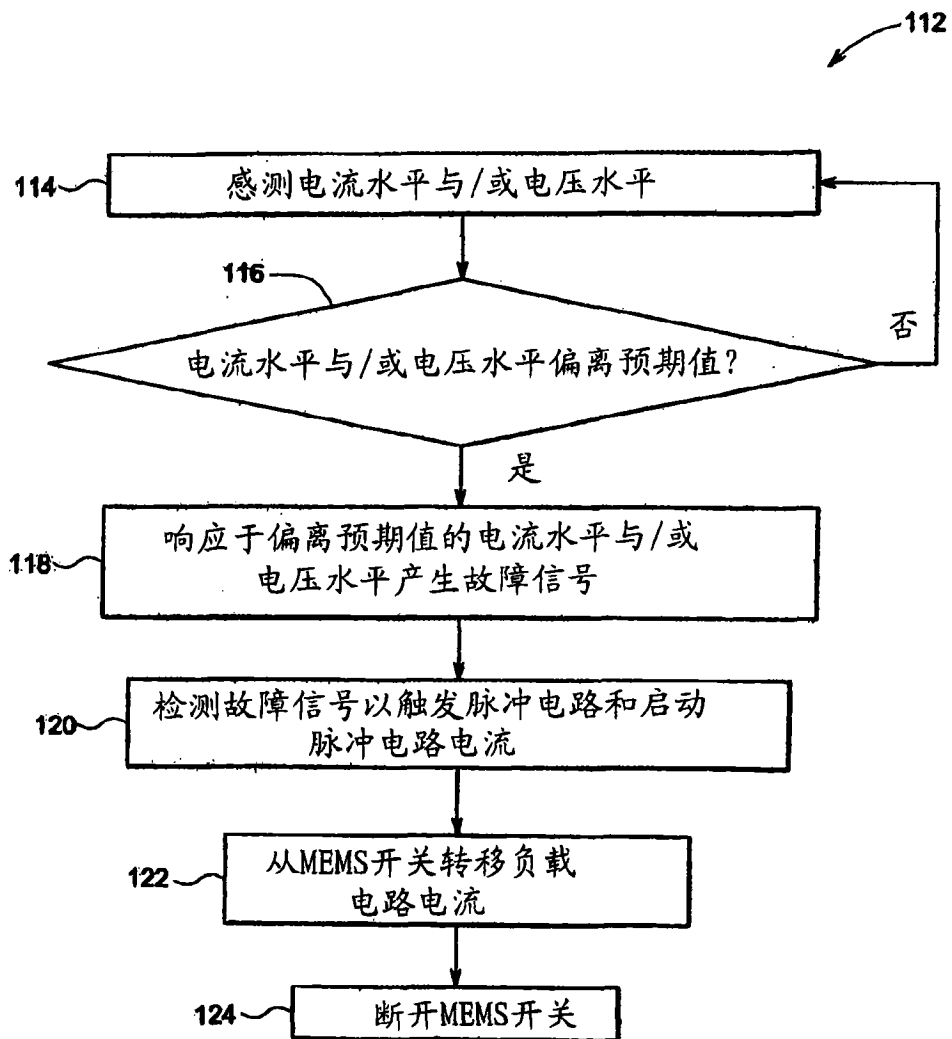 112
114
感测电流水平与/或电压水平
116
否
电流水平与/或电压水平偏离预期值?
是
118
响应于偏离预期值的电流水平与/或
电压水平产生故障信号
120
检测故障信号以触发脉冲电路和启动
脉冲电路电流
122
从MEMS开关转移负载
电路电流
124
断开MEMS开关